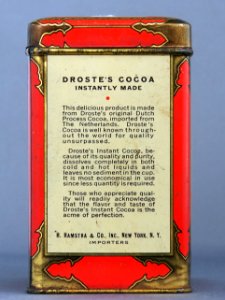 DROSTE'S COCOA
INSTANTLY MADE
This delicious product is made
from Droste's original Dutch
Process Cocoa, imported from
The Netherlands. Droste's
Cocoa is well known through-
out the world for quality
unsurpassed.
Droste's Instant Cocoa, be-
cause of its quality and purity,
dissolves completely in both
cold and hot liquids and
leaves no sediment in the cup.
It is most economical in use
since less quantity is required.
Those who appreciate qual-
ity will readily acknowledge
that the flavor and taste of
Droste's Instant Cocoa is the
acme of perfection.
R. HAMSTRA & CO., INC. NEW YORK, N. Y.
IMPORTERS